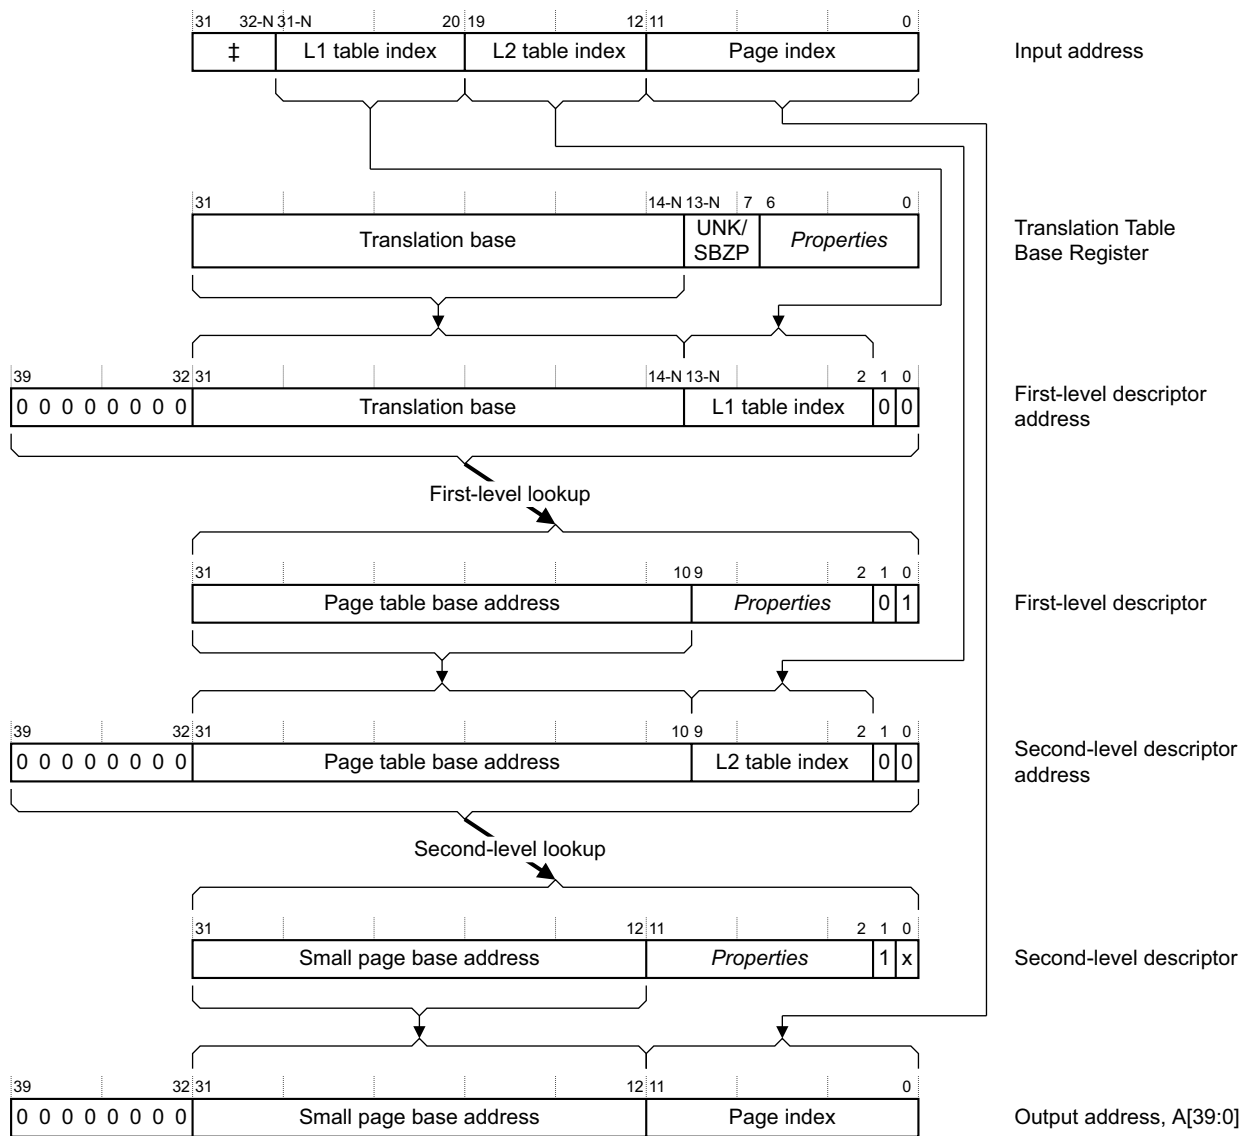 31 32-N 31-N 20 19 12 11 0
‡ L1 table index L2 table index Page index Input address
31 14-N 13-N 7 6 0
Translation base UNK/ SBZP Properties Translation Table Base Register
39 32 31 14-N 13-N 2 1 0
0 0 0 0 0 0 0 0 Translation base L1 table index 0 0 First-level descriptor address
First-level lookup
31 10 9 2 1 0
Page table base address Properties 0 1 First-level descriptor
39 32 31 10 9 2 1 0
0 0 0 0 0 0 0 0 Page table base address L2 table index 0 0 Second-level descriptor address
Second-level lookup
31 12 11 2 1 0
Small page base address Properties 1 x Second-level descriptor
39 32 31 12 11 0
0 0 0 0 0 0 0 0 Small page base address Page index Output address, A[39:0]